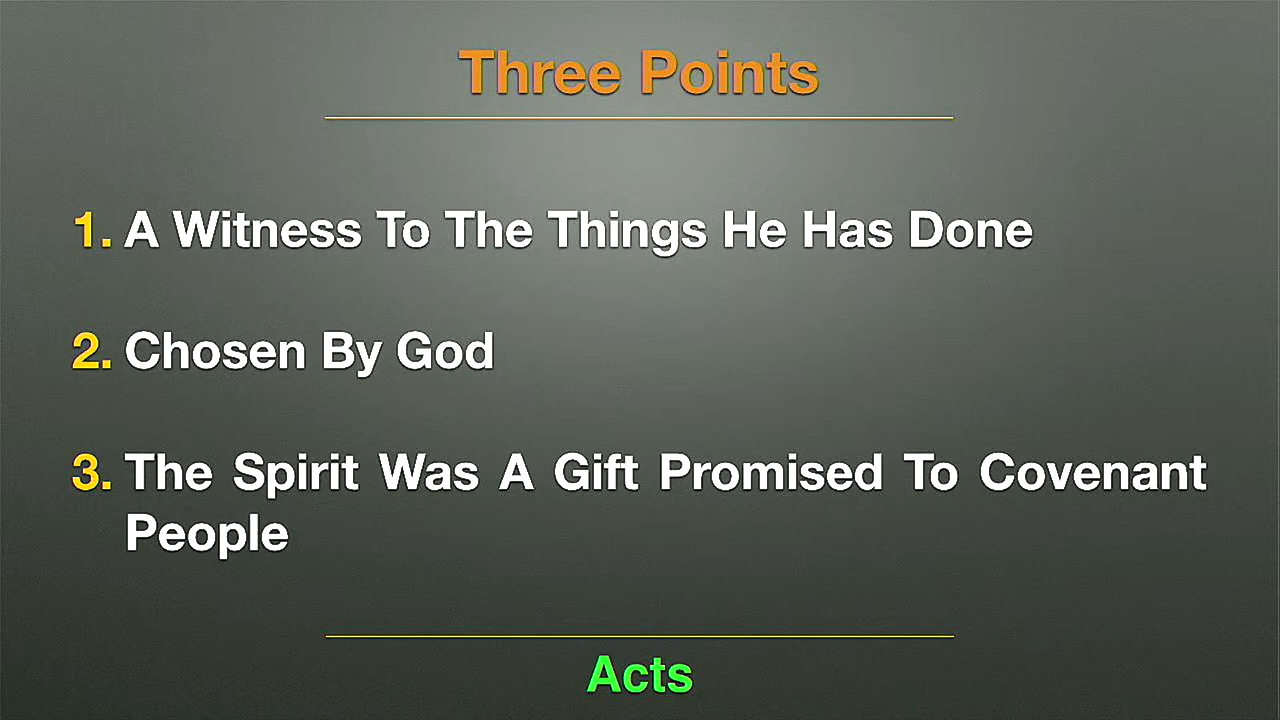 Three Points
1. A Witness To The Things He Has Done
2. Chosen By God
3. The Spirit Was A Gift Promised To Covenant
People
Acts